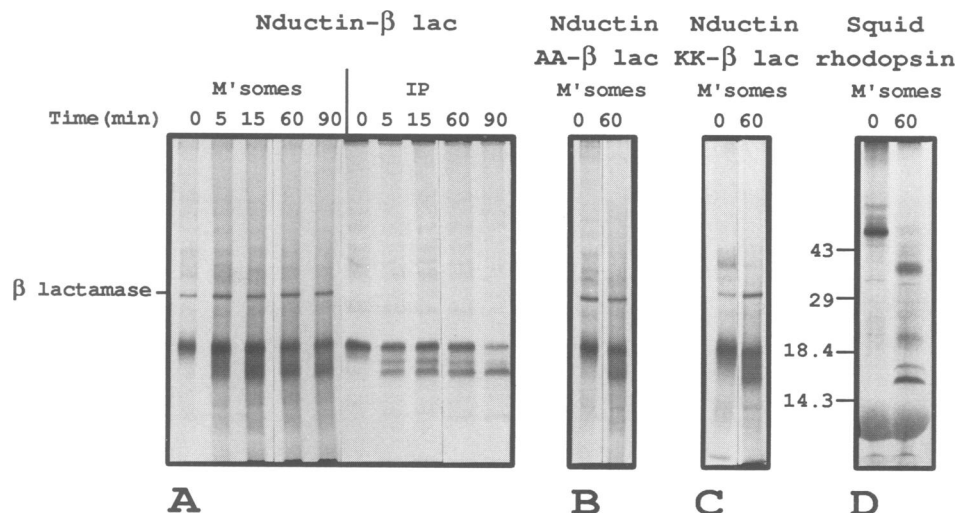 Nductin-β lac
Nductin AA-β lac
Nductin KK-β lac
Squid rhodopsin
M'somes IP M'somes M'somes M'somes
Time(min) 0 5 15 60 90 0 5 15 60 90 0 60 0 60 0 60
43
β lactamase
29
18.4
14.3
A B C D